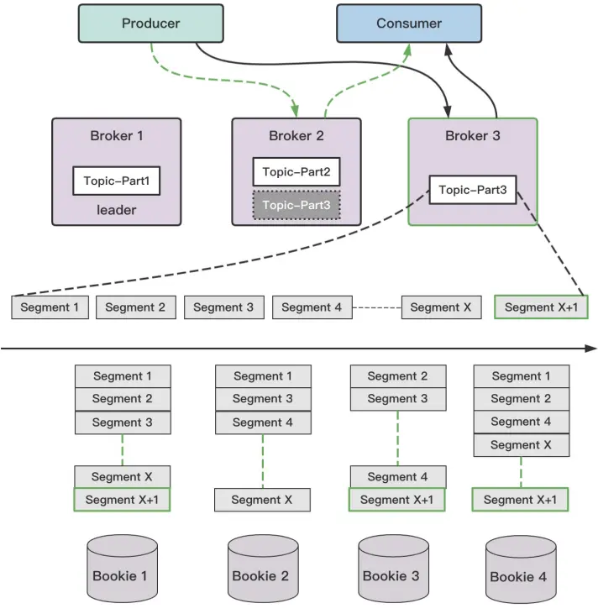 Producer
Consumer
Broker 1
Broker 2
Broker 3
Topic-Part1
Topic-Part2
Topic-Part3
Topic-Part3
leader
Segment 1
Segment 2
Segment 3
Segment 4
Segment X
Segment X+1
Segment 1
Segment 2
Segment 3
Segment X
Segment X+1
Bookie 1
Segment 1
Segment 3
Segment 4
Segment X
Bookie 2
Segment 2
Segment 3
Segment 4
Segment X+1
Bookie 3
Segment 1
Segment 2
Segment 4
Segment X
Segment X+1
Bookie 4